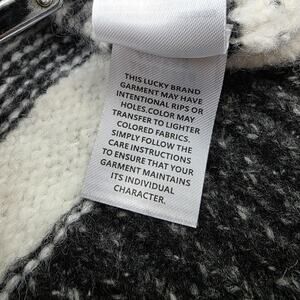 THIS LUCKY BRAND
GARMENT MAY HAVE
INTENTIONAL RIPS OR
HOLES.COLOR MAY
TRANSFER TO LIGHTER
COLORED FABRICS.
SIMPLY FOLLOW THE
CARE INSTRUCTIONS
TO ENSURE THAT YOUR
GARMENT MAINTAINS
ITS INDIVIDUAL
CHARACTER.